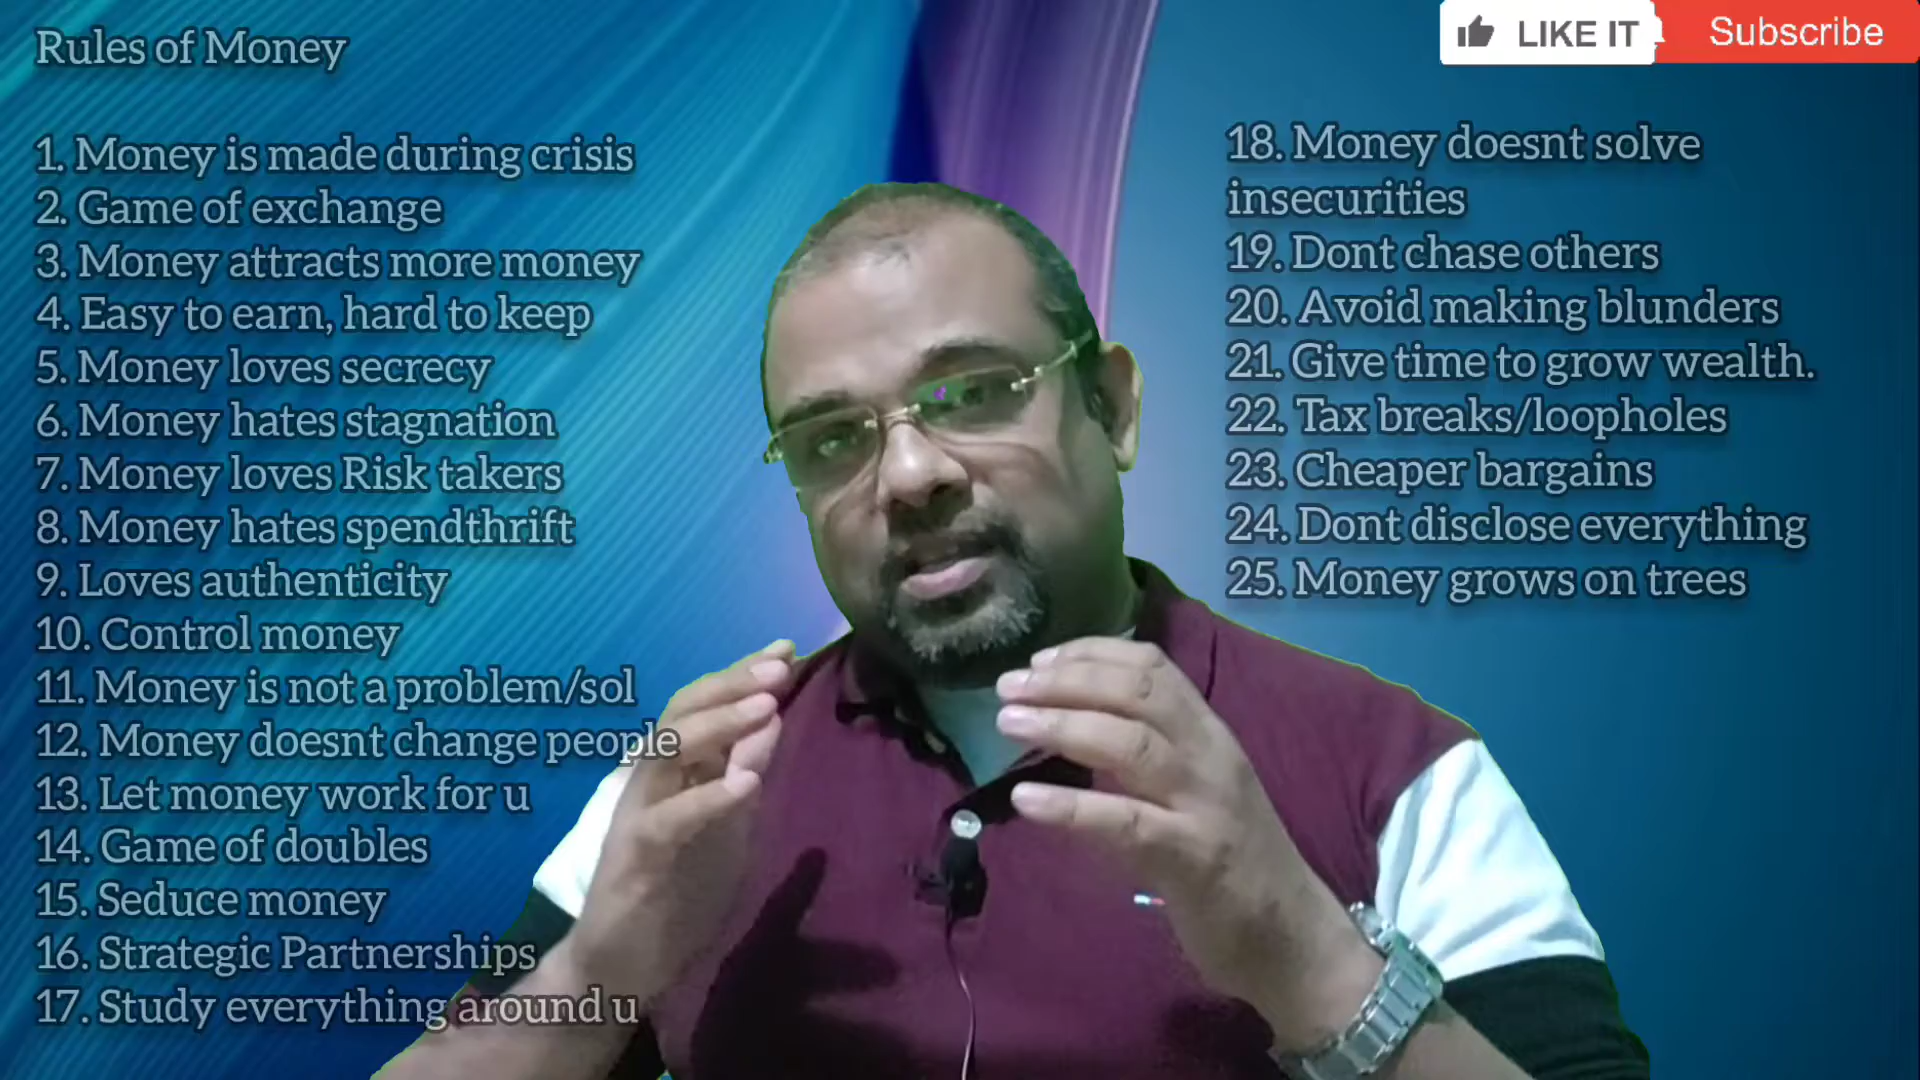 Rules of Money
1. Money is made during crisis
2. Game of exchange
3. Money attracts more money
4. Easy to earn, hard to keep
5. Money loves secrecy
6. Money hates stagnation
7. Money loves Risk takers
8. Money hates spendthrift
9. Loves authenticity
10. Control money
11. Money is not a problem/sol
12. Money doesnt change people
13. Let money work for u
14. Game of doubles
15. Seduce money
16. Strategic Partnerships
17. Study everything around u
LIKE IT
Subscribe
18. Money doesnt solve
insecurities
19. Dont chase others
20. Avoid making blunders
21. Give time to grow wealth.
22. Tax breaks/loopholes
23. Cheaper bargains
24. Dont disclose everything
25. Money grows on trees